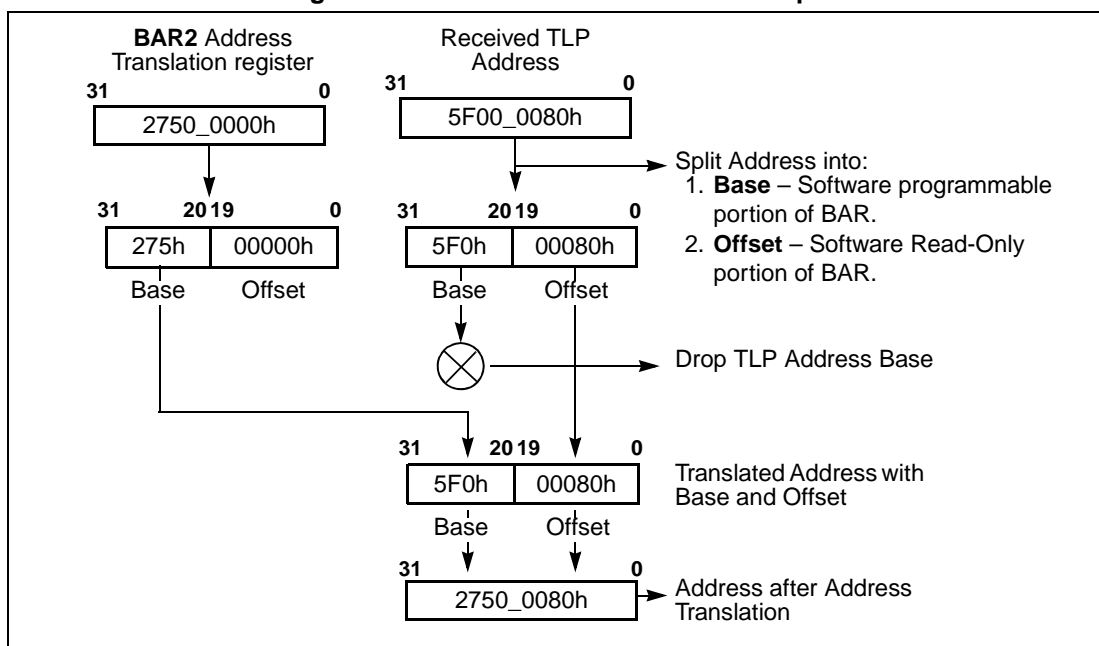 BAR2 Address
Translation register
31 0
2750_0000h
Received TLP
Address
31 0
5F00_0080h
Split Address into:
1. Base – Software programmable
portion of BAR.
2. Offset – Software Read-Only
portion of BAR.
31 20 19 0
275h 00000h
Base Offset
31 20 19 0
5F0h 00080h
Base Offset
Drop TLP Address Base
31 20 19 0
5F0h 00080h
Base Offset
Translated Address with
Base and Offset
31 0
2750_0080h
Address after Address
Translation